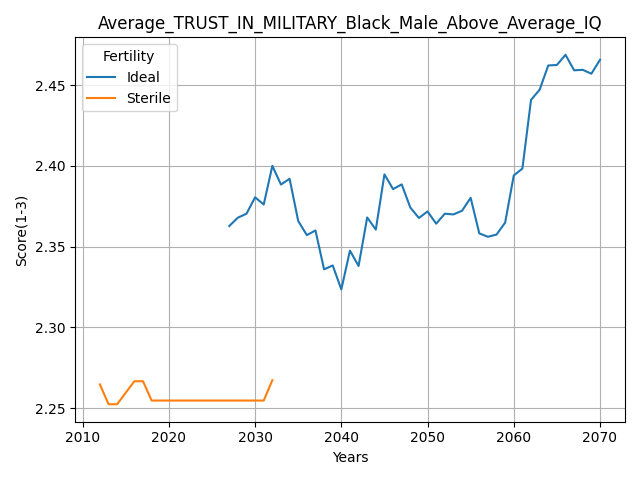 Average_TRUST_IN_MILITARY_Black_Male_Above_Average_IQ
Fertility
Ideal
Sterile
Score(1-3)
2.45
2.40
2.35
2.30
2.25
2010 2020 2030 2040 2050 2060 2070
Years